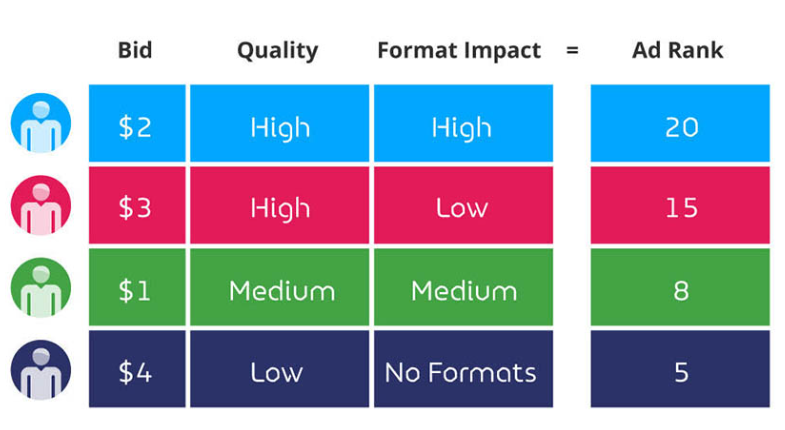 Bid Quality Format Impact = Ad Rank
$2 High High 20
$3 High Low 15
$1 Medium Medium 8
$4 Low No Formats 5